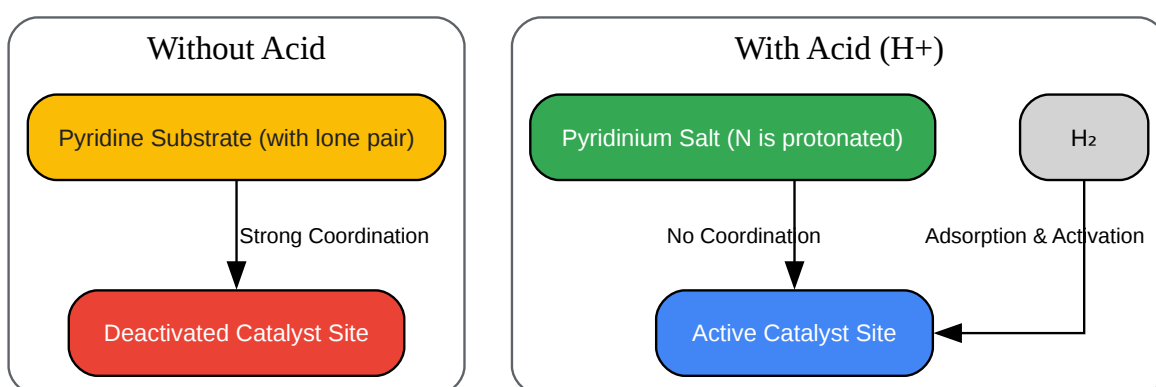 Without Acid
Pyridine Substrate (with lone pair)
Strong Coordination
Deactivated Catalyst Site
With Acid (H+)
Pyridinium Salt (N is protonated)
H₂
No Coordination
Adsorption & Activation
Active Catalyst Site